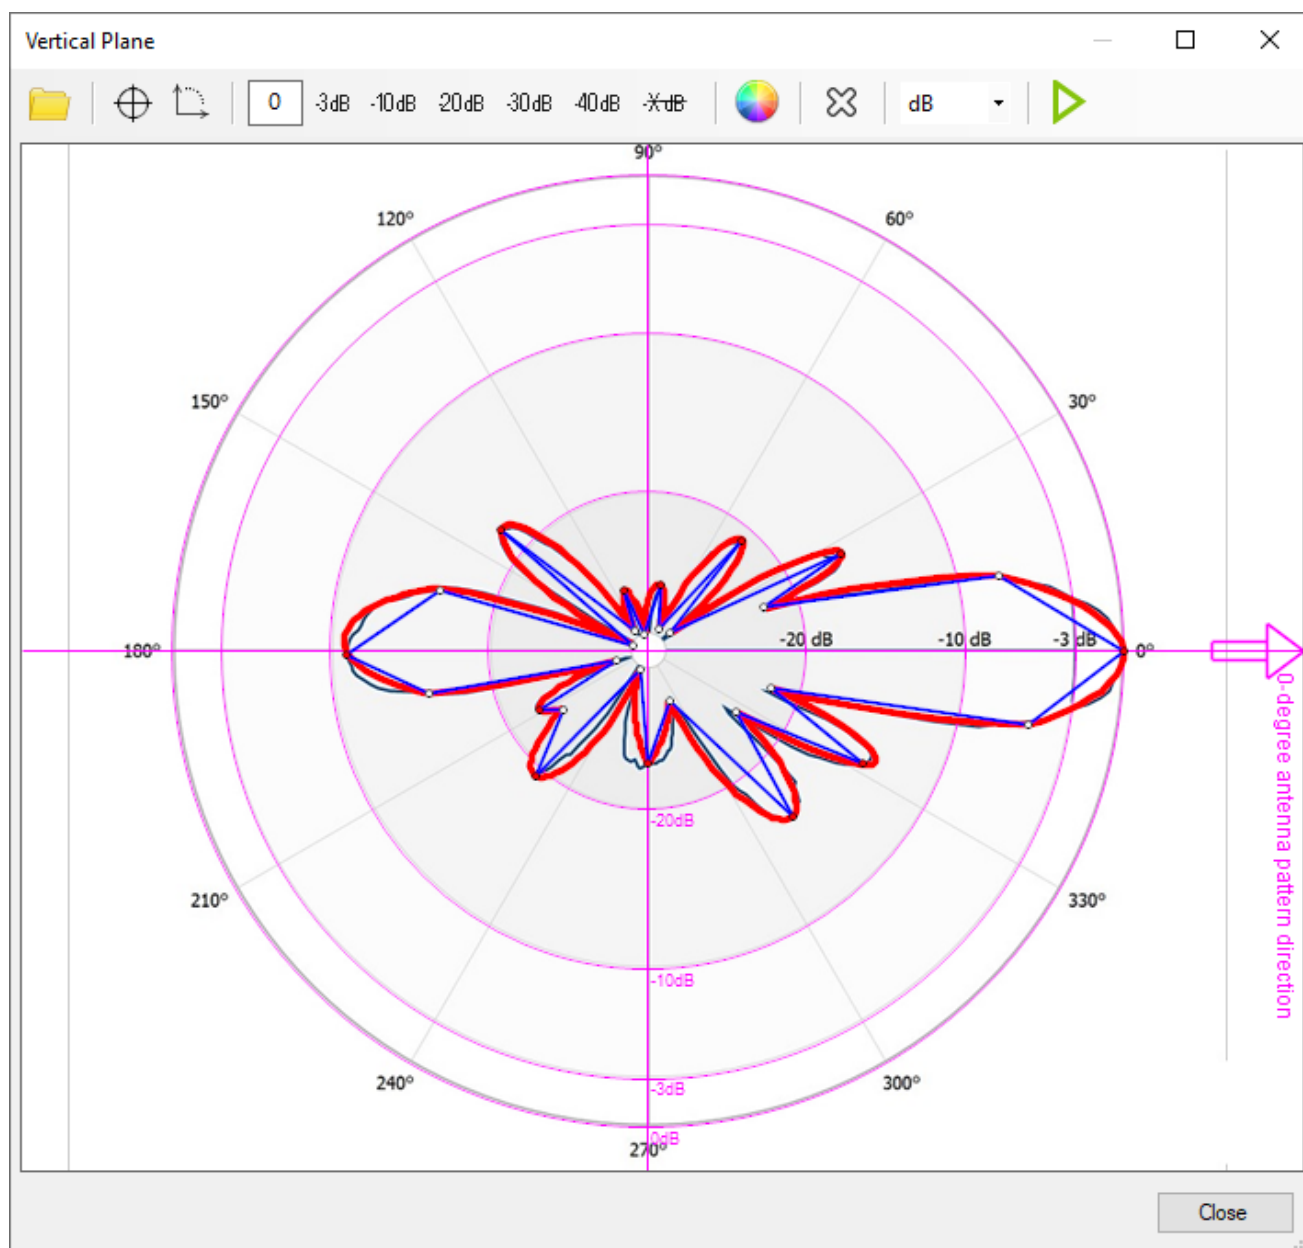 Vertical Plane
0 -3dB -10dB -20dB -30dB -40dB -X dB dB
90°
120° 60°
150° 30°
180° -20 dB -10 dB -3 dB 0°
0-degree antenna pattern direction
-20dB
210° 330°
-10dB
240° 300°
-3dB
0dB
270°
Close